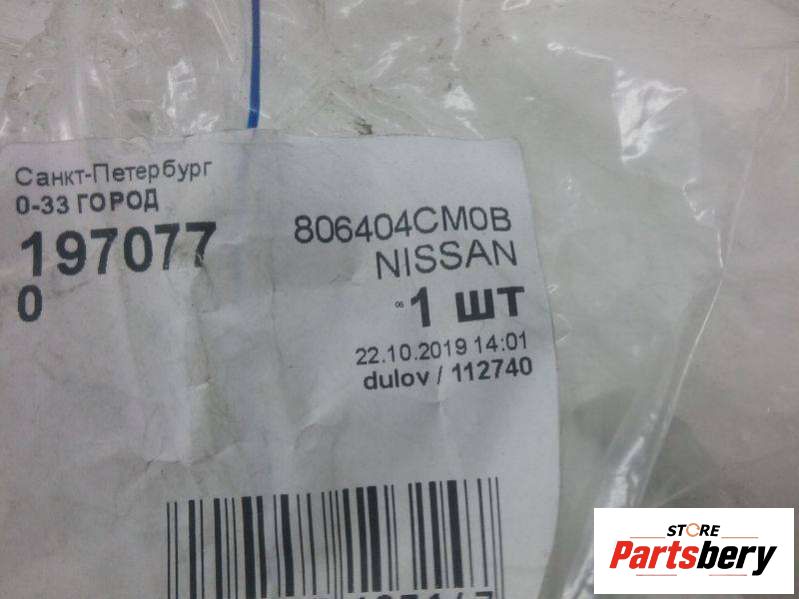 Санкт-Петербург
0-33 ГОРОД
197077
0
806404CM0B
NISSAN
1 шт
22.10.2019 14:01
dulov / 112740
STORE
Partsbery